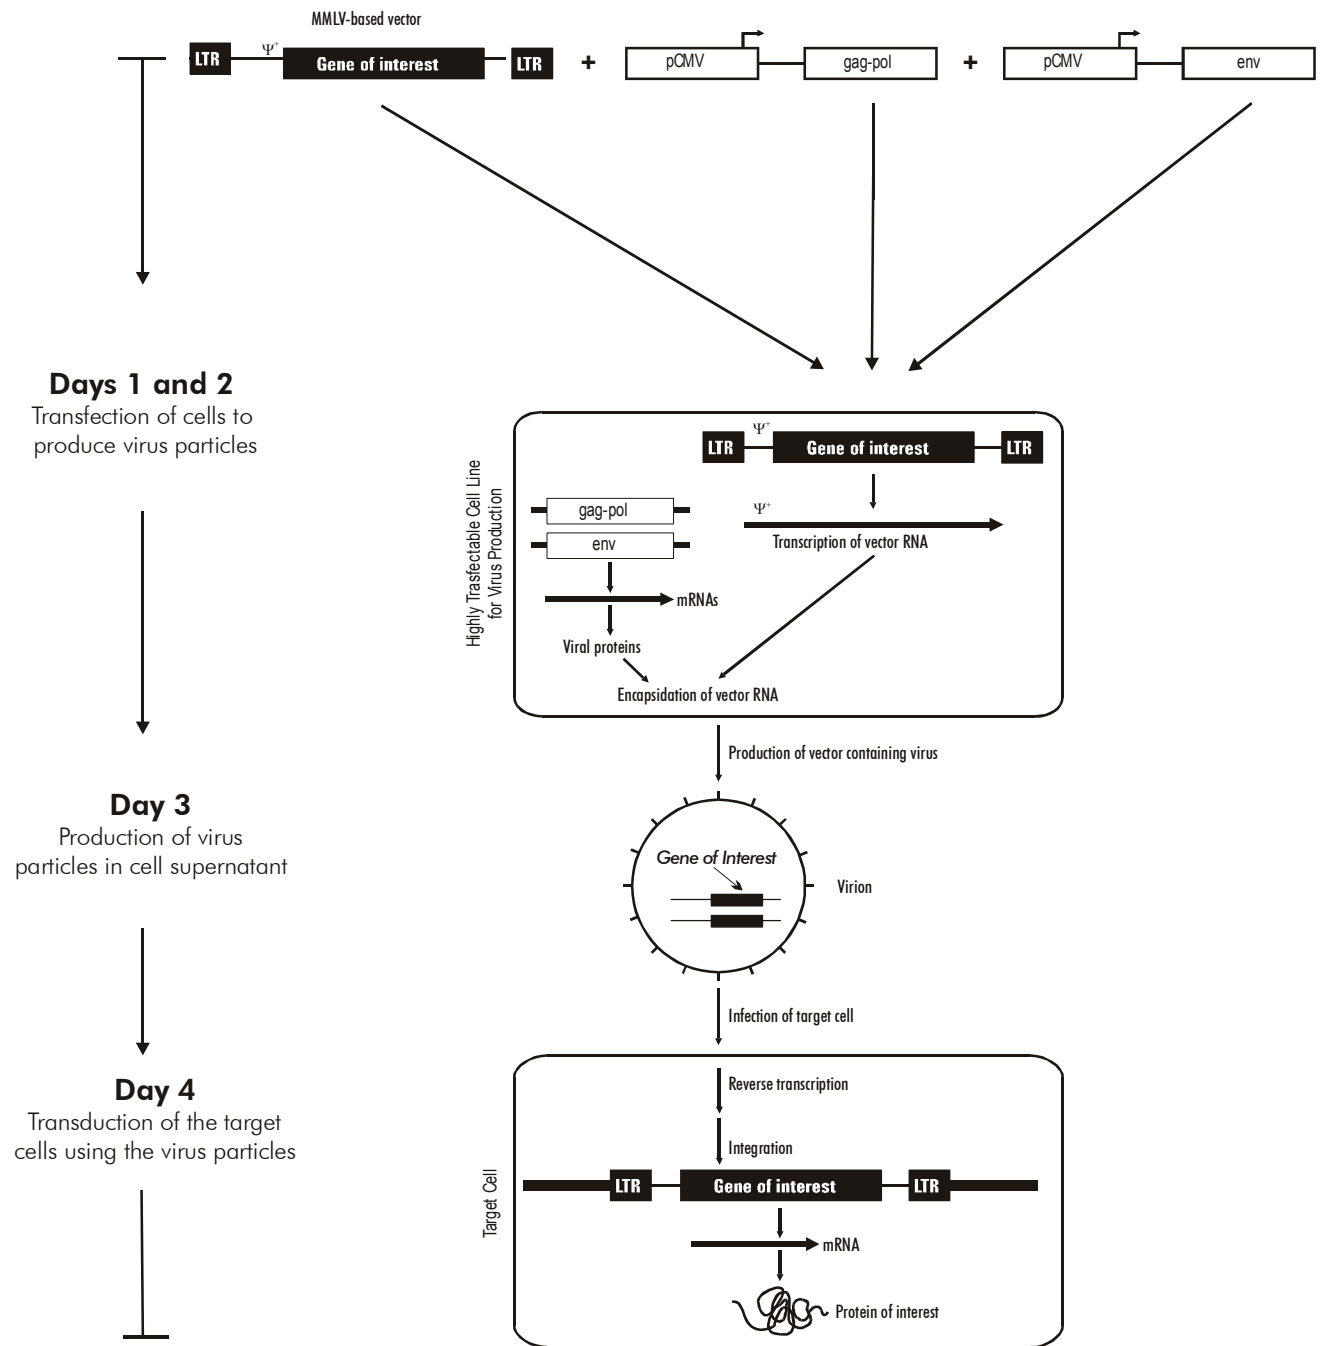 MMLV-based vector
LTR Ψ+ Gene of interest LTR + pCMV gag-pol + pCMV env
Days 1 and 2
Transfection of cells to
produce virus particles
Highly Trasfectable Cell Line
for Virus Production
LTR Ψ+ Gene of interest LTR
gag-pol
env
mRNAs
Viral proteins
Ψ+
Transcription of vector RNA
Encapsidation of vector RNA
Production of vector containing virus
Day 3
Production of virus
particles in cell supernatant
Gene of Interest
Virion
Infection of target cell
Day 4
Transduction of the target
cells using the virus particles
Target Cell
Reverse transcription
Integration
LTR Gene of interest LTR
mRNA
Protein of interest